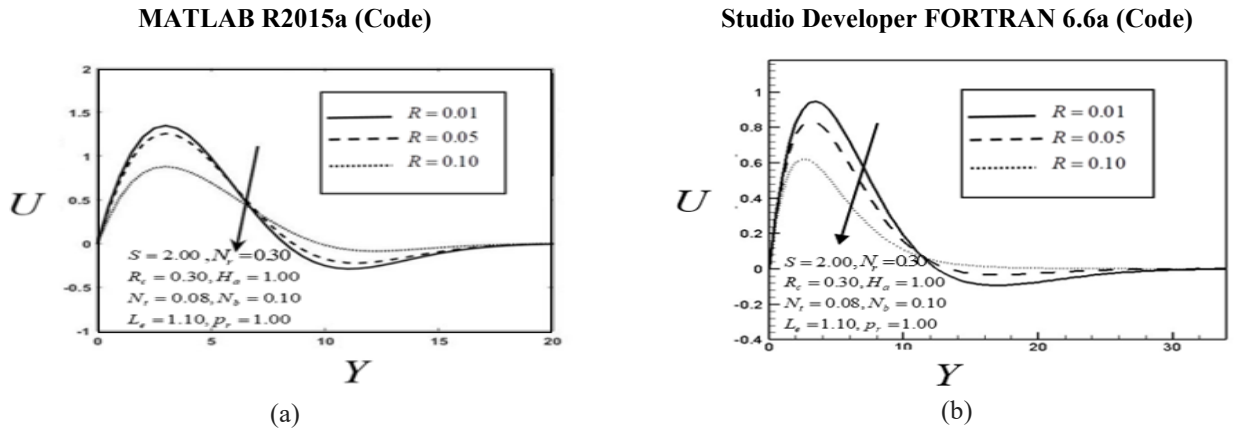 MATLAB R2015a (Code)
2
1.5
1
0.5
0
-0.5
-1
U
R = 0.01
R = 0.05
R = 0.10
S = 2.00 , N_r = 0.30
R_c = 0.30, H_a = 1.00
N_t = 0.08, N_b = 0.10
L_e = 1.10, p_r = 1.00
0 5 10 15 20
Y
(a)
Studio Developer FORTRAN 6.6a (Code)
1
0.8
0.6
0.4
0.2
0
-0.2
-0.4
U
R = 0.01
R = 0.05
R = 0.10
S = 2.00, N_r = 0.30
R_c = 0.30, H_a = 1.00
N_t = 0.08, N_b = 0.10
L_e = 1.10, p_r = 1.00
0 10 20 30
Y
(b)